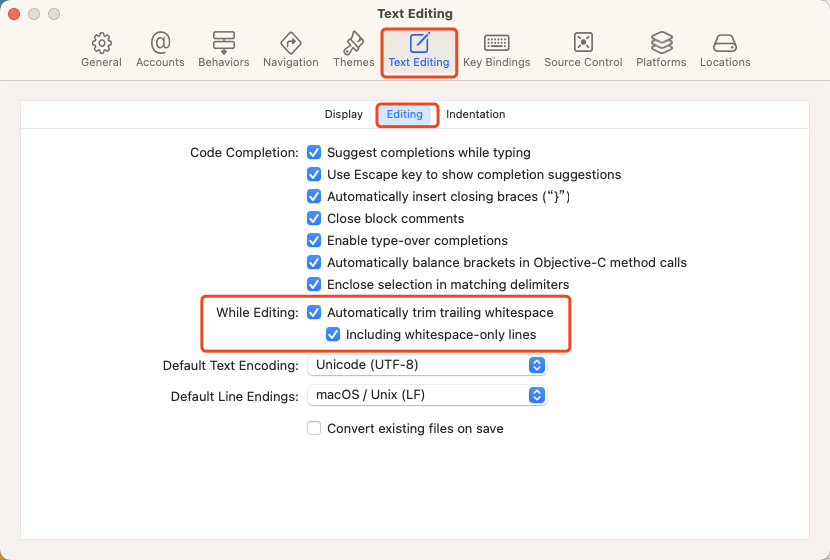 Text Editing
General Accounts Behaviors Navigation Themes Text Editing Key Bindings Source Control Platforms Locations
Display Editing Indentation
Code Completion: Suggest completions while typing
Use Escape key to show completion suggestions
Automatically insert closing braces (“}”)
Close block comments
Enable type-over completions
Automatically balance brackets in Objective-C method calls
Enclose selection in matching delimiters
While Editing: Automatically trim trailing whitespace
Including whitespace-only lines
Default Text Encoding: Unicode (UTF-8)
Default Line Endings: macOS / Unix (LF)
Convert existing files on save